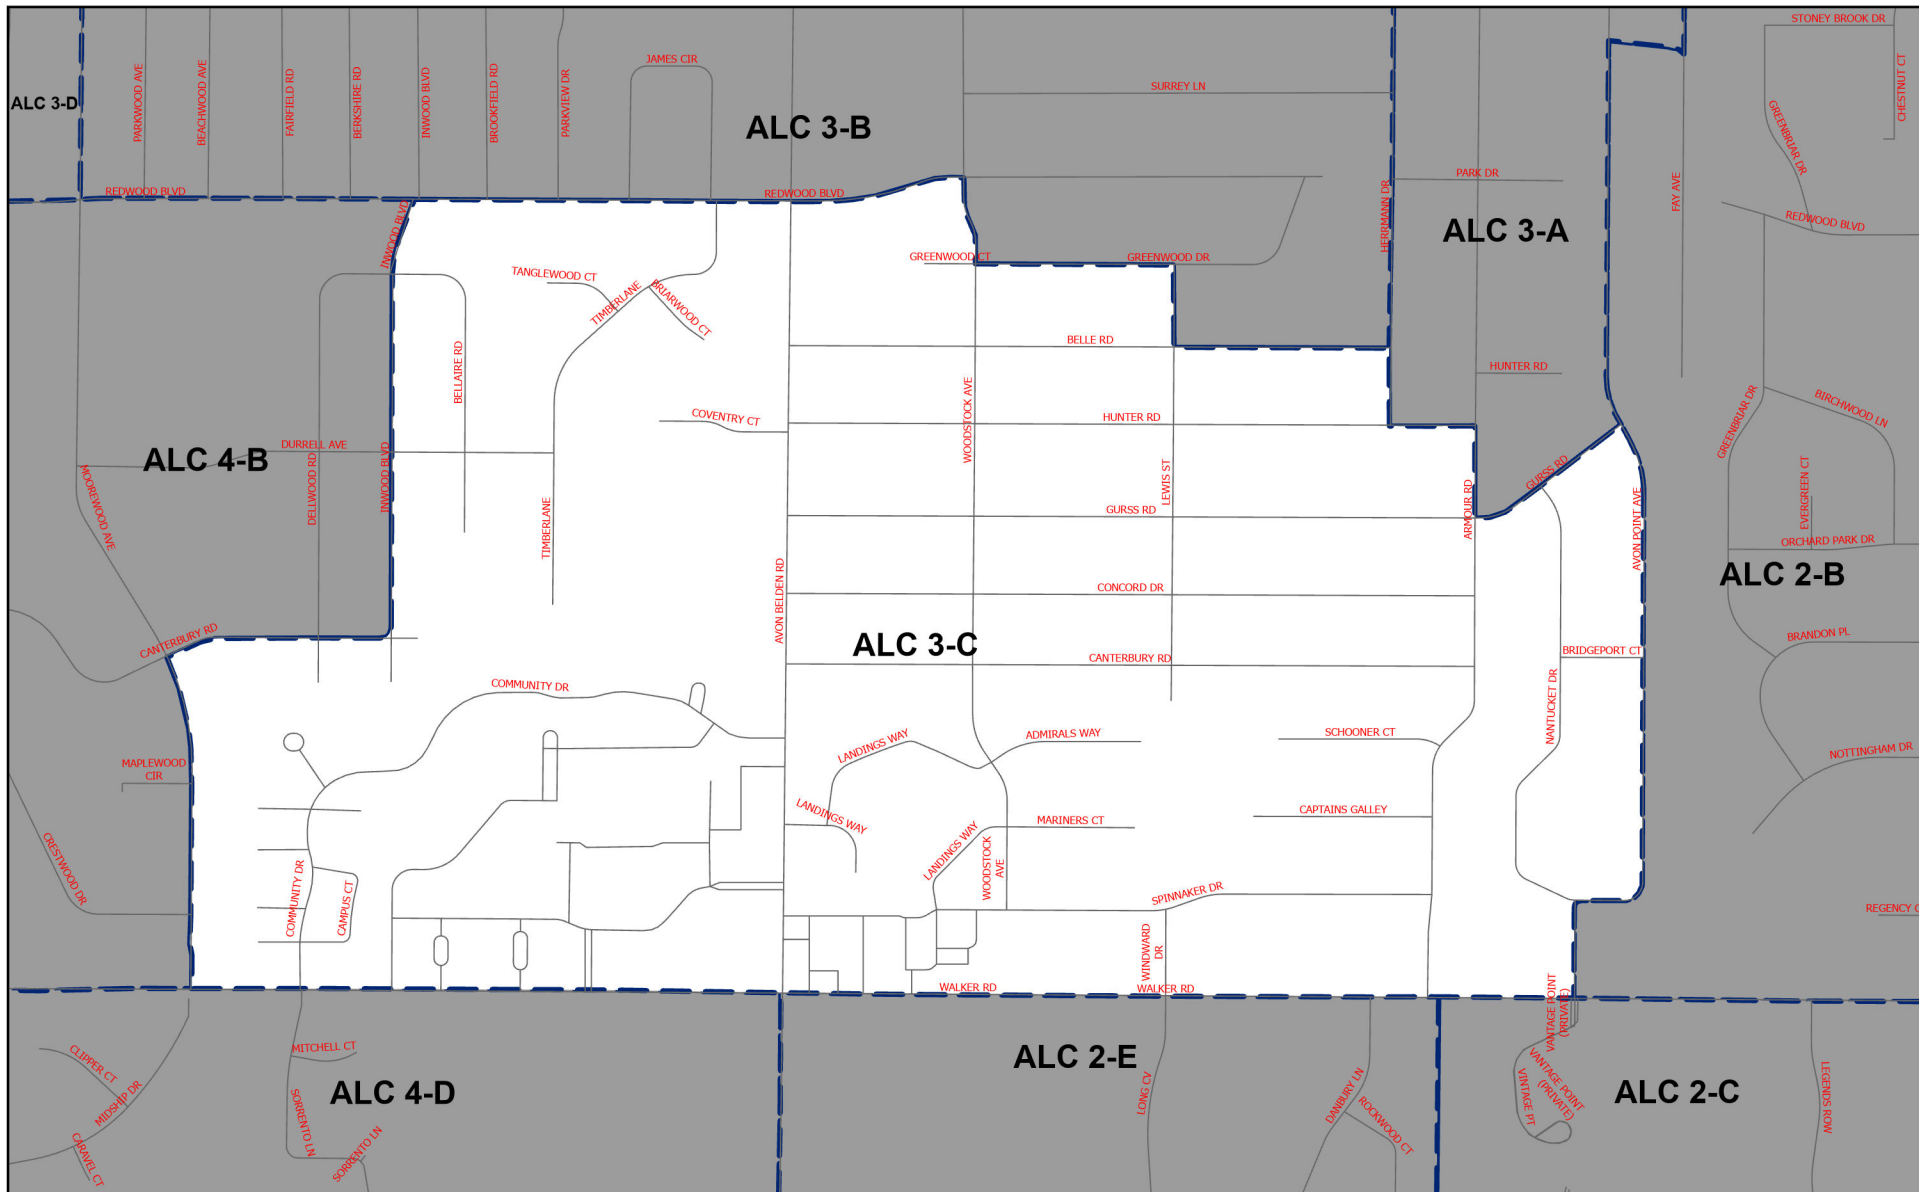 STONEY BROOK DR
CHESTNUT CT
GREENBRIAR DR
JAMES CIR
SURREY LN
ALC 3-D
PARKWOOD AVE
BEACHWOOD AVE
FAIRFIELD RD
BERKSHIRE RD
INWOOD BLVD
BROOKFIELD RD
PARKVIEW DR
ALC 3-B
PARK DR
FAY AVE
HERRMANN DR
ALC 3-A
REDWOOD BLVD
REDWOOD BLVD
REDWOOD BLVD
INWOOD BLVD
TANGLEWOOD CT
TIMBERLANE
BRIARWOOD CT
GREENWOOD CT
GREENWOOD DR
BELLE RD
BELLAIRE RD
HUNTER RD
COVENTRY CT
WOODSTOCK AVE
HUNTER RD
GREENBRIAR DR
BIRCHWOOD LN
DURRELL AVE
ALC 4-B
MOOREWOOD AVE
DELLWOOD RD
INWOOD BLVD
TIMBERLANE
LEWIS ST
GURSS RD
GURSS RD
ARMOUR RD
AVON POINT AVE
EVERGREEN CT
ORCHARD PARK DR
ALC 2-B
AVON BELDEN RD
CONCORD DR
ALC 3-C
CANTERBURY RD
CANTERBURY RD
BRIDGEPORT CT
BRANDON PL
COMMUNITY DR
NANTUCKET DR
LANDINGS WAY
ADMIRALS WAY
SCHOONER CT
NOTTINGHAM DR
MAPLEWOOD
CIR
LANDINGS WAY
LANDINGS WAY
MARINERS CT
CAPTAINS GALLEY
CRESTWOOD DR
COMMUNITY DR
CAMPUS CT
WOODSTOCK
AVE
SPINNAKER DR
REGENCY C
WINDWARD
DR
WALKER RD
WALKER RD
VANTAGE POINT
(PRIVATE)
CLIPPER CT
MIDSHIP DR
CARAVEL CT
MITCHELL CT
SORRENTO LN
SORRENTO LN
ALC 4-D
ALC 2-E
LONG CV
DANBURY LN
ROCKWOOD CT
VANTAGE POINT
(PRIVATE)
VINTAGE PT
ALC 2-C
LEGENDS ROW